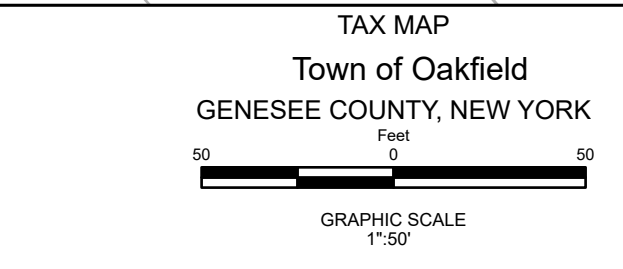 TAX MAP
Town of Oakfield
GENESEE COUNTY, NEW YORK
Feet
50 0 50
GRAPHIC SCALE
1":50'